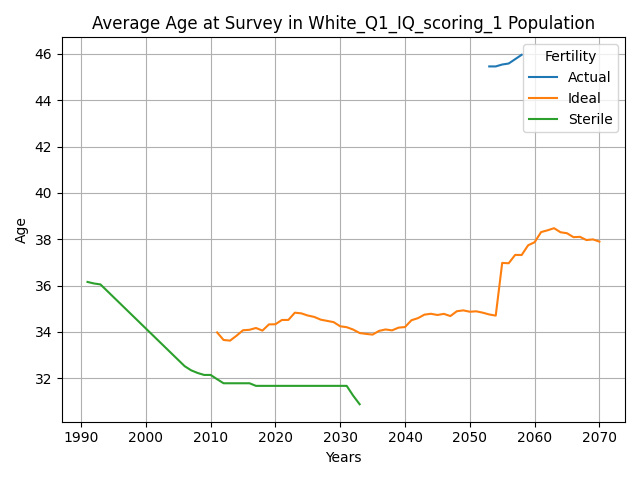 Average Age at Survey in White_Q1_IQ_scoring_1 Population
Fertility
Actual
Ideal
Sterile
Age
46
44
42
40
38
36
34
32
1990 2000 2010 2020 2030 2040 2050 2060 2070
Years